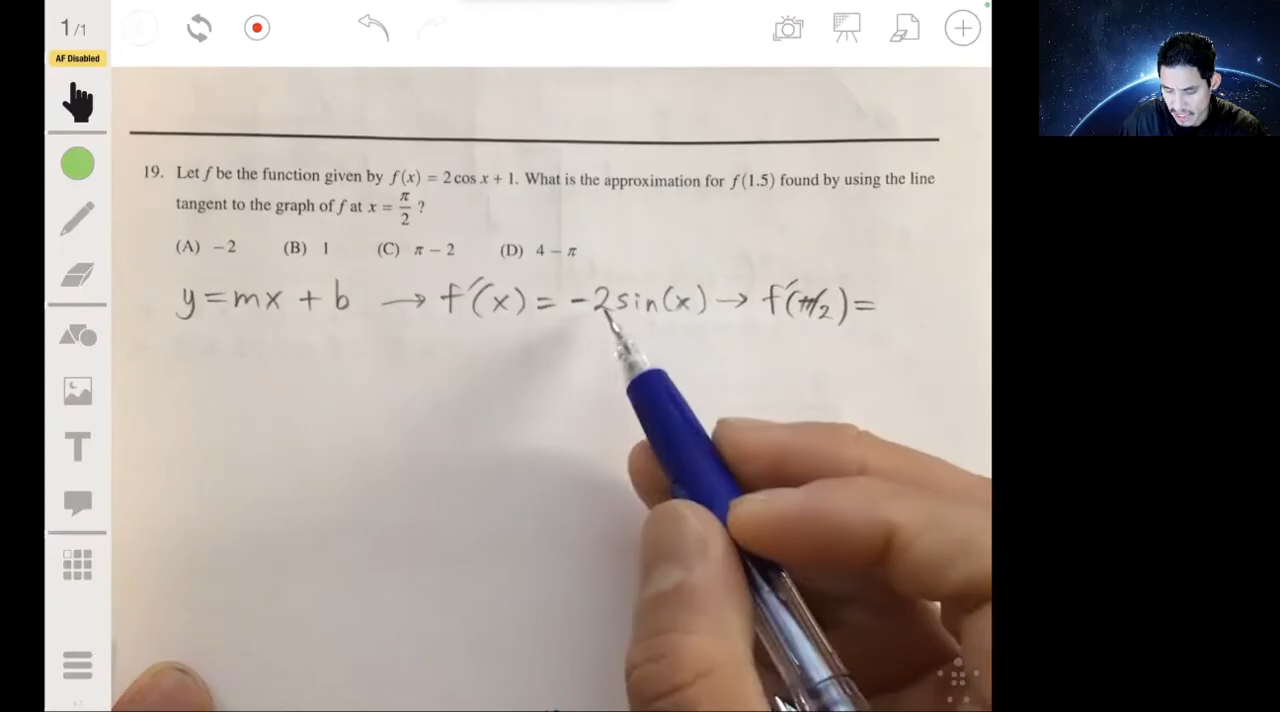 1/1
AF Disabled
19. Let f be the function given by f(x) = 2 cos x + 1. What is the approximation for f(1.5) found by using the line
tangent to the graph of f at x = π/2 ?
(A) −2 (B) 1 (C) π − 2 (D) 4 − π
y = mx + b → f'(x) = -2sin(x) → f'(π/2) =
T